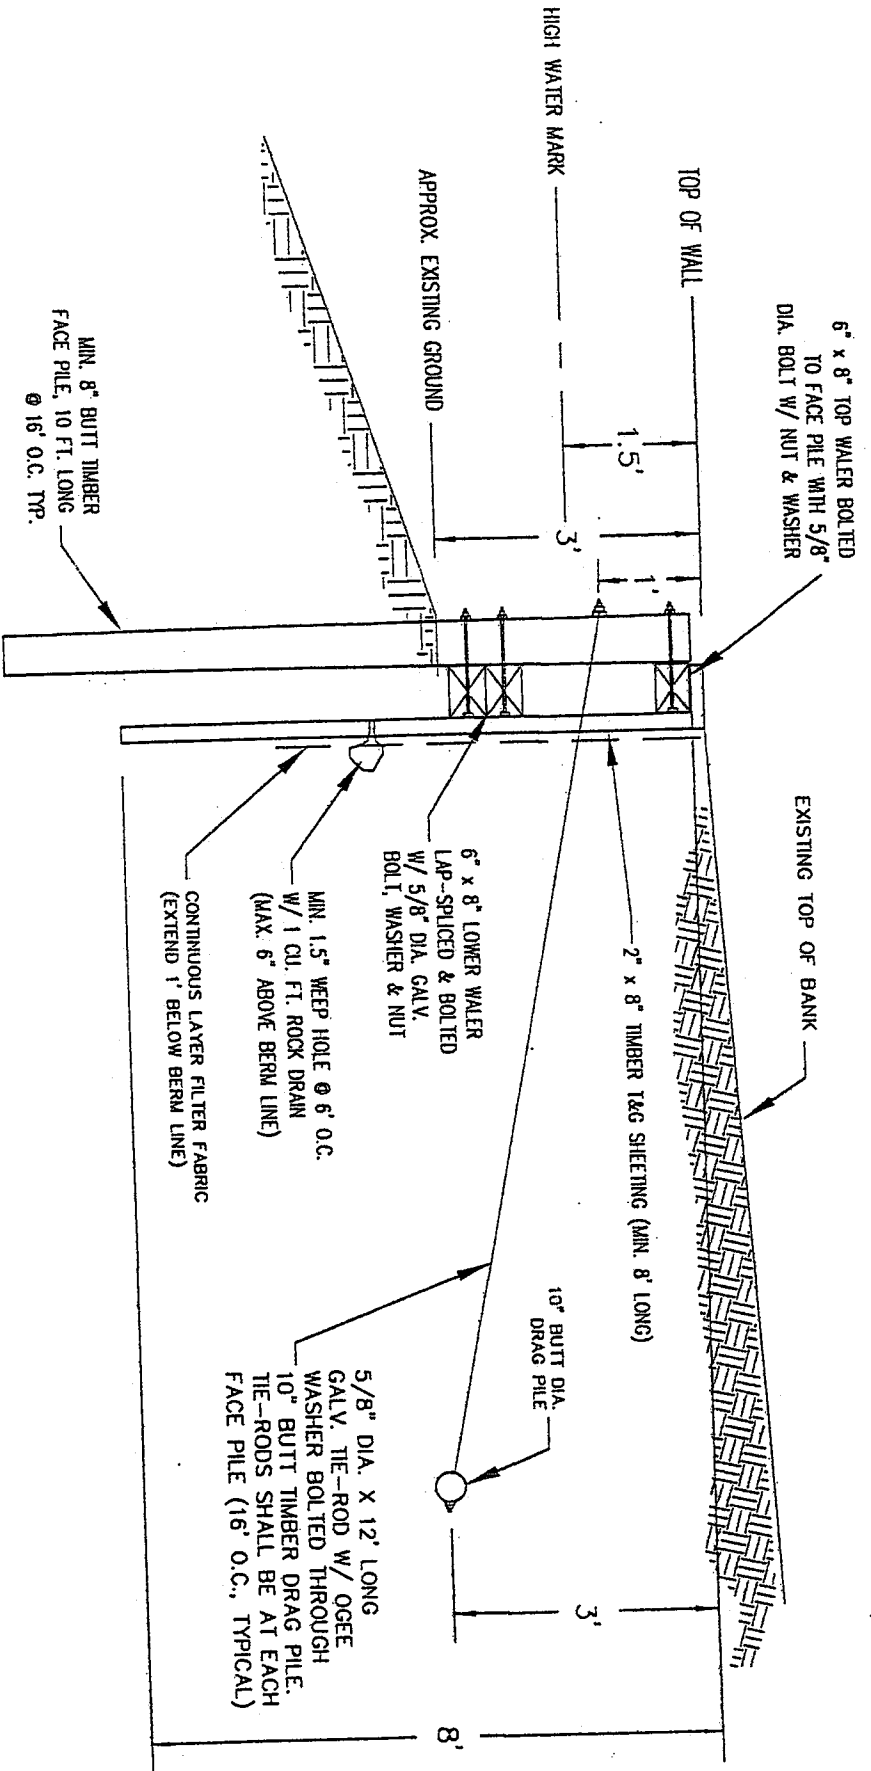 6" x 8" TOP WALER BOLTED
TO FACE PILE WITH 5/8"
DIA. BOLT W/ NUT & WASHER
TOP OF WALL
HIGH WATER MARK
APPROX. EXISTING GROUND
1.5'
3'
1'
MIN. 8" BUTT TIMBER
FACE PILE, 10 FT. LONG
@ 16' O.C. TYP.
EXISTING TOP OF BANK
2" x 8" TIMBER T&G SHEETING (MIN. 8' LONG)
6" x 8" LOWER WALER
LAP-SPLICED & BOLTED
W/ 5/8" DIA. GALV.
BOLT, WASHER & NUT
MIN. 1.5" WEEP HOLE @ 6' O.C.
W/ 1 CU. FT. ROCK DRAIN
(MAX. 6" ABOVE BERM LINE)
CONTINUOUS LAYER FILTER FABRIC
(EXTEND 1' BELOW BERM LINE)
10" BUTT DIA.
DRAG PILE
5/8" DIA. X 12' LONG
GALV. TIE-ROD W/ OGEE
WASHER BOLTED THROUGH
10" BUTT TIMBER DRAG PILE.
TIE-RODS SHALL BE AT EACH
FACE PILE (16' O.C., TYPICAL)
3'
8'